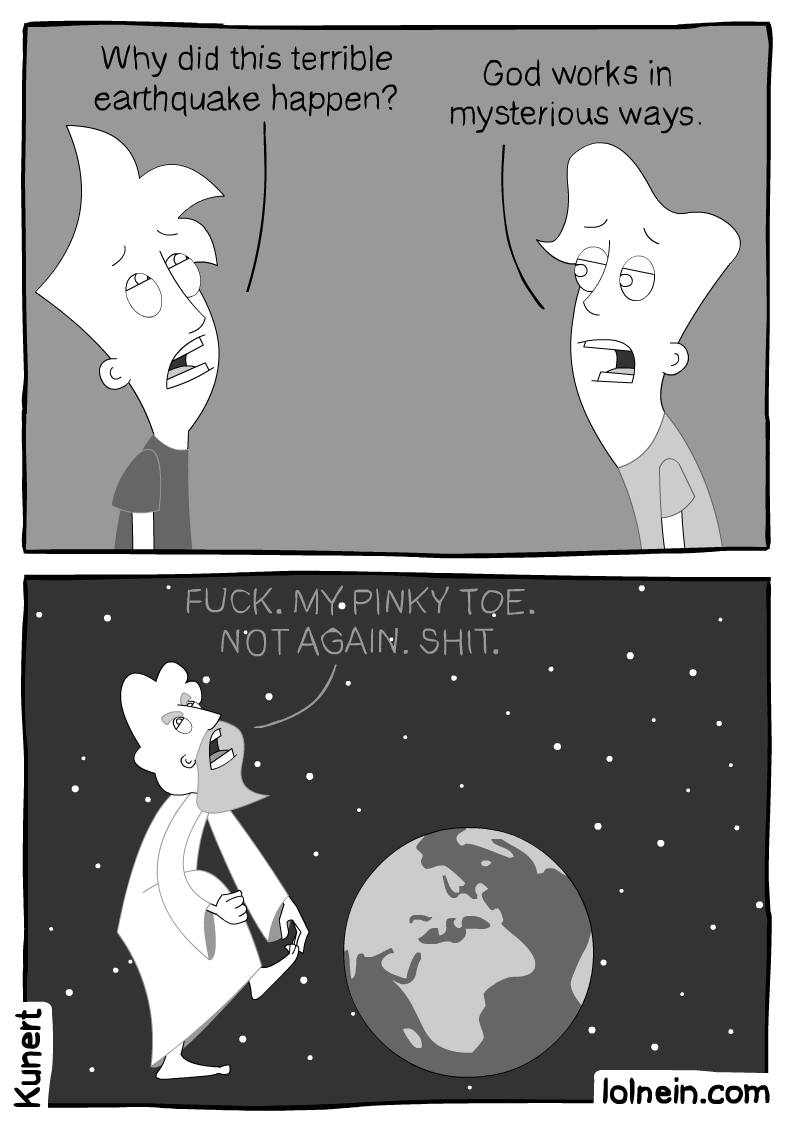 Why did this terrible
earthquake happen?
God works in
mysterious ways.
FUCK. MY PINKY TOE.
NOT AGAIN. SHIT.
Kunert
lolnein.com